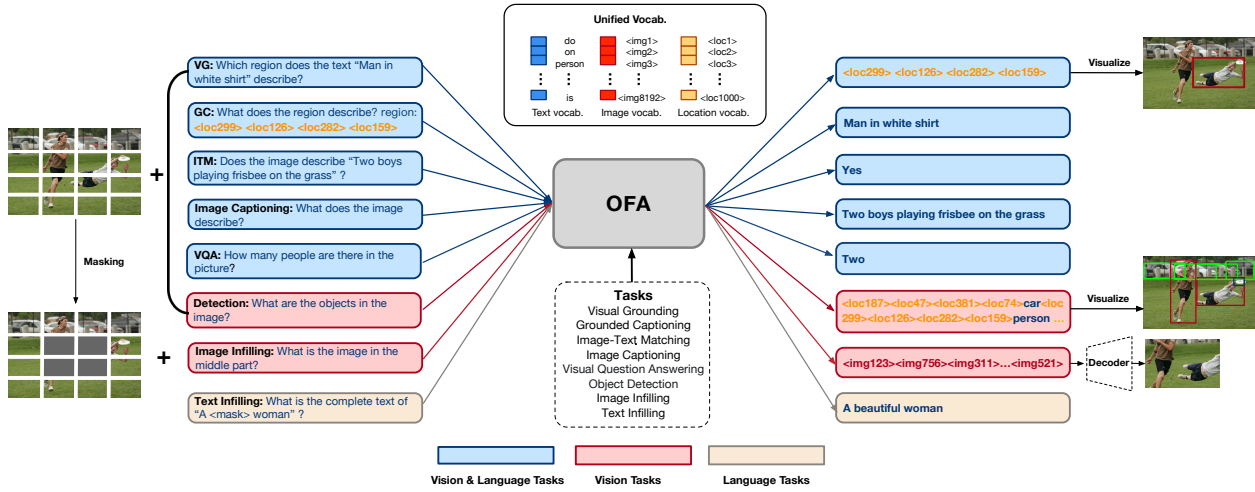 Unified Vocab.
do
on
person
is
Text vocab.
<img1>
<img2>
<img3>
<img8192>
Image vocab.
<loc1>
<loc2>
<loc3>
<loc1000>
Location vocab.
Masking
+
+
VG: Which region does the text “Man in
white shirt” describe?
GC: What does the region describe? region:
<loc299> <loc126> <loc282> <loc159>
ITM: Does the image describe “Two boys
playing frisbee on the grass” ?
Image Captioning: What does the image
describe?
VQA: How many people are there in the
picture?
Detection: What are the objects in the
image?
Image Infilling: What is the image in the
middle part?
Text Infilling: What is the complete text of
“A <mask> woman” ?
OFA
Tasks
Visual Grounding
Grounded Captioning
Image-Text Matching
Image Captioning
Visual Question Answering
Object Detection
Image Infilling
Text Infilling
<loc299> <loc126> <loc282> <loc159>
Visualize
Man in white shirt
Yes
Two boys playing frisbee on the grass
Two
<loc187><loc47><loc381><loc74>car<loc
299><loc126><loc282><loc159>person ...
Visualize
<img123><img756><img311>...<img521>
Decoder
A beautiful woman
Vision & Language Tasks
Vision Tasks
Language Tasks